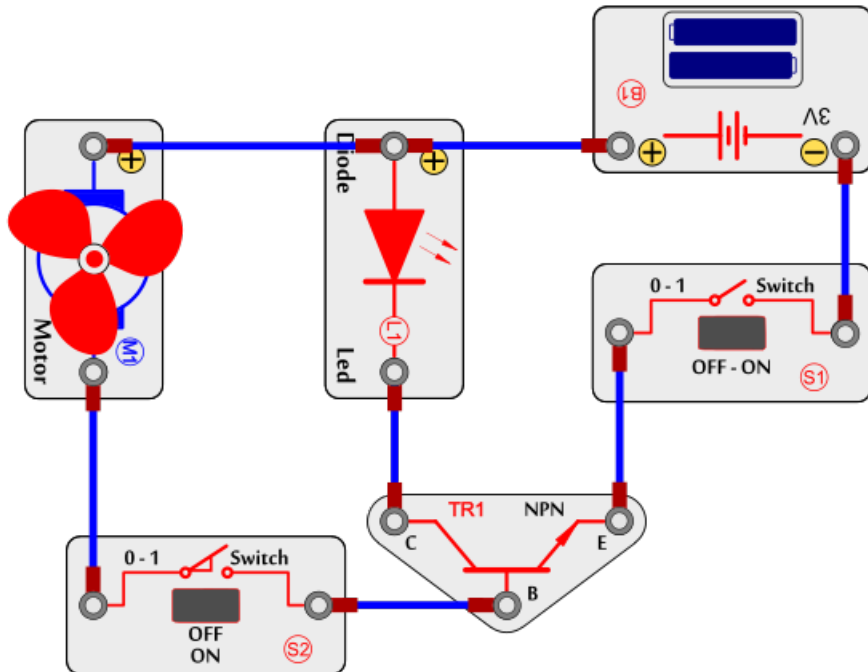 B1
3V
+
−
Diode
+
Led
L1
+
Motor
M1
0 - 1
Switch
OFF - ON
S1
TR1
NPN
C
E
B
0 - 1
Switch
OFF
ON
S2